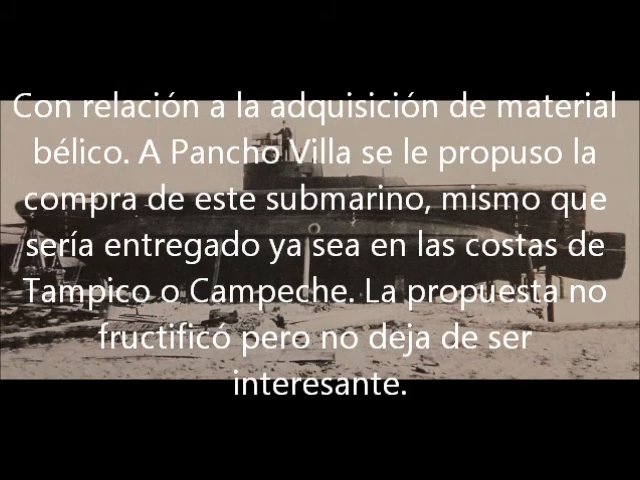 Con relación a la adquisición de material
bélico. A Pancho Villa se le propuso la
compra de este submarino, mismo que
sería entregado ya sea en las costas de
Tampico o Campeche. La propuesta no
fructificó pero no deja de ser
interesante.